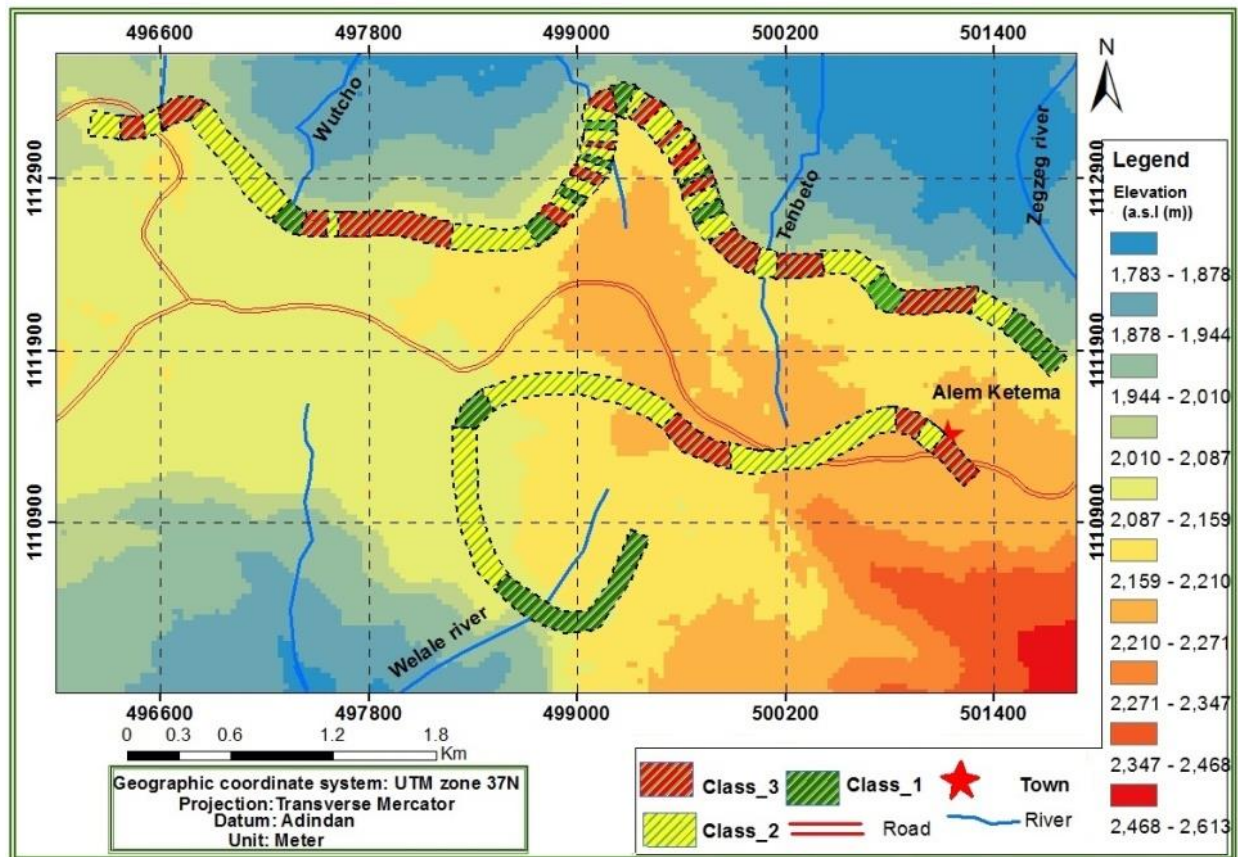 496600 497800 499000 500200 501400
N
Wutcho
Tenbeto
Zegzeg river
1112900
1112900
Alem Ketema
1111900
1111900
1110900
1110900
Welale river
496600 497800 499000 500200 501400
0 0.3 0.6 1.2 1.8
Km
Geographic coordinate system: UTM zone 37N
Projection: Transverse Mercator
Datum: Adindan
Unit: Meter
Class_3
Class_1
Town
Class_2
Road
River
Legend
Elevation
(a.s.l (m))
1,783 - 1,878
1,878 - 1,944
1,944 - 2,010
2,010 - 2,087
2,087 - 2,159
2,159 - 2,210
2,210 - 2,271
2,271 - 2,347
2,347 - 2,468
2,468 - 2,613